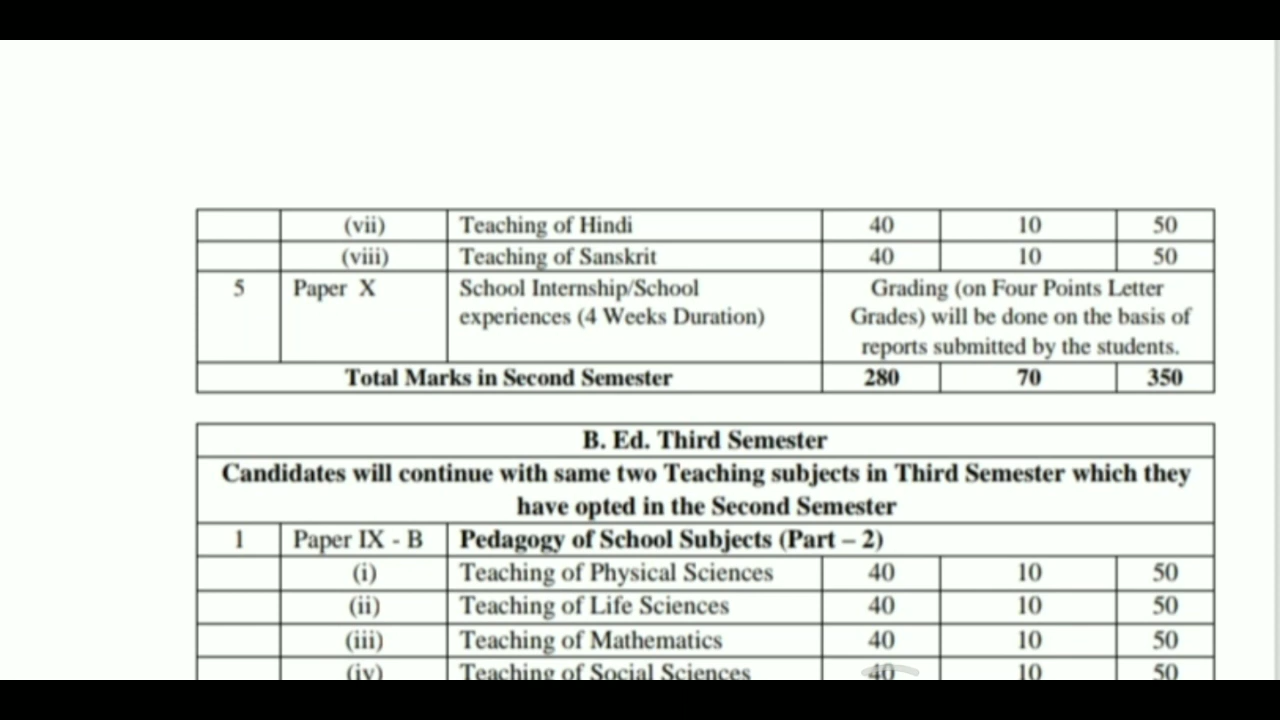 (vii) Teaching of Hindi 40 10 50
(viii) Teaching of Sanskrit 40 10 50
5 Paper X School Internship/School Grading (on Four Points Letter
experiences (4 Weeks Duration) Grades) will be done on the basis of
reports submitted by the students.
Total Marks in Second Semester 280 70 350
B. Ed. Third Semester
Candidates will continue with same two Teaching subjects in Third Semester which they
have opted in the Second Semester
1 Paper IX - B Pedagogy of School Subjects (Part – 2)
(i) Teaching of Physical Sciences 40 10 50
(ii) Teaching of Life Sciences 40 10 50
(iii) Teaching of Mathematics 40 10 50
(iv) Teaching of Social Sciences 40 10 50